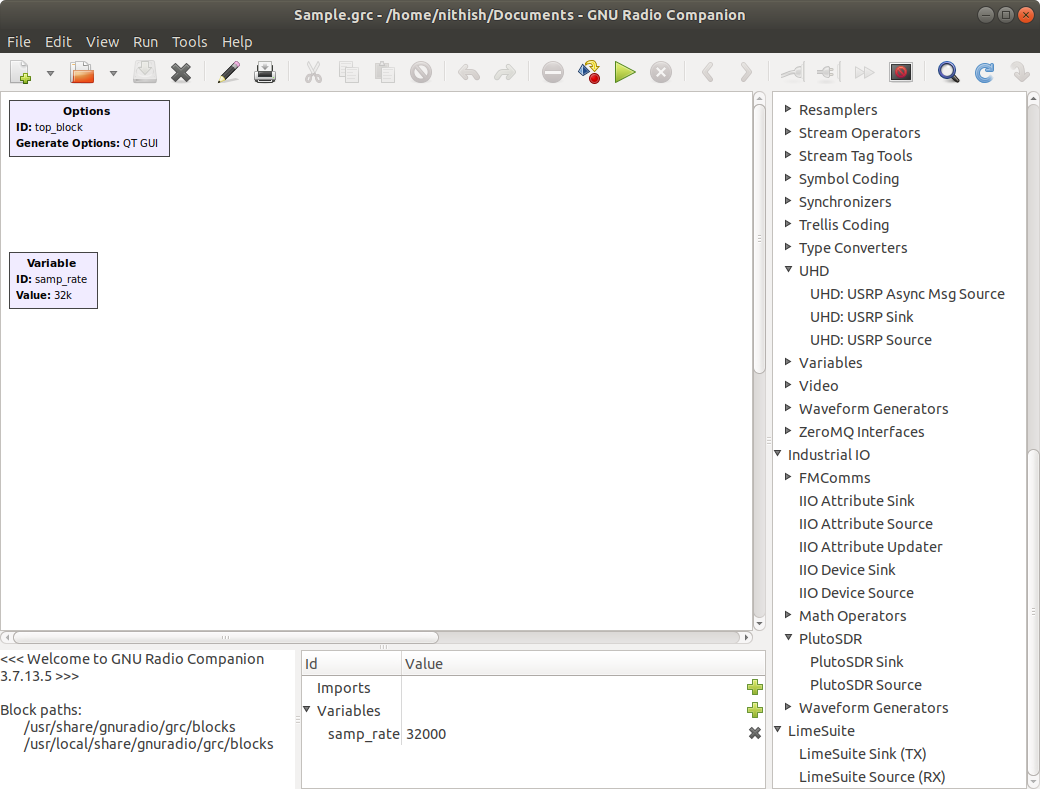 Sample.grc - /home/nithish/Documents - GNU Radio Companion
File Edit View Run Tools Help
Options
ID: top_block
Generate Options: QT GUI
Variable
ID: samp_rate
Value: 32k
Resamplers
Stream Operators
Stream Tag Tools
Symbol Coding
Synchronizers
Trellis Coding
Type Converters
UHD
UHD: USRP Async Msg Source
UHD: USRP Sink
UHD: USRP Source
Variables
Video
Waveform Generators
ZeroMQ Interfaces
Industrial IO
FMComms
IIO Attribute Sink
IIO Attribute Source
IIO Attribute Updater
IIO Device Sink
IIO Device Source
Math Operators
PlutoSDR
PlutoSDR Sink
PlutoSDR Source
Waveform Generators
LimeSuite
LimeSuite Sink (TX)
LimeSuite Source (RX)
<<< Welcome to GNU Radio Companion
3.7.13.5 >>>
Block paths:
/usr/share/gnuradio/grc/blocks
/usr/local/share/gnuradio/grc/blocks
Id Value
Imports
Variables
samp_rate 32000